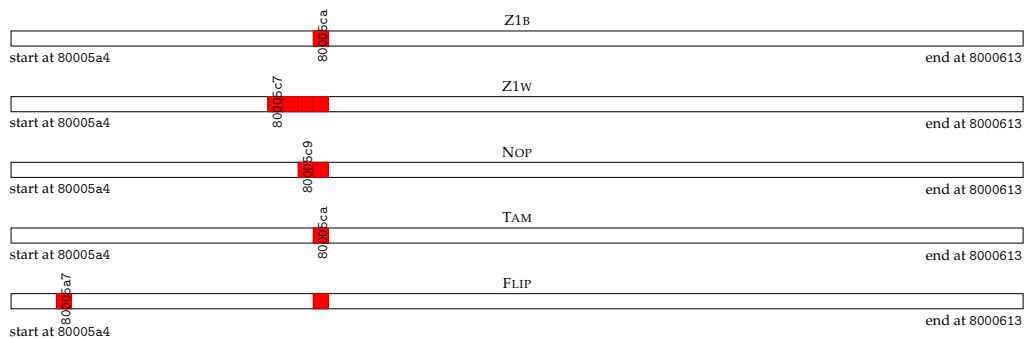 Z1B
80005ca
start at 80005a4 end at 8000613
Z1W
80005c7
start at 80005a4 end at 8000613
NOP
80005c9
start at 80005a4 end at 8000613
TAM
80005ca
start at 80005a4 end at 8000613
FLIP
80005a7
start at 80005a4 end at 8000613